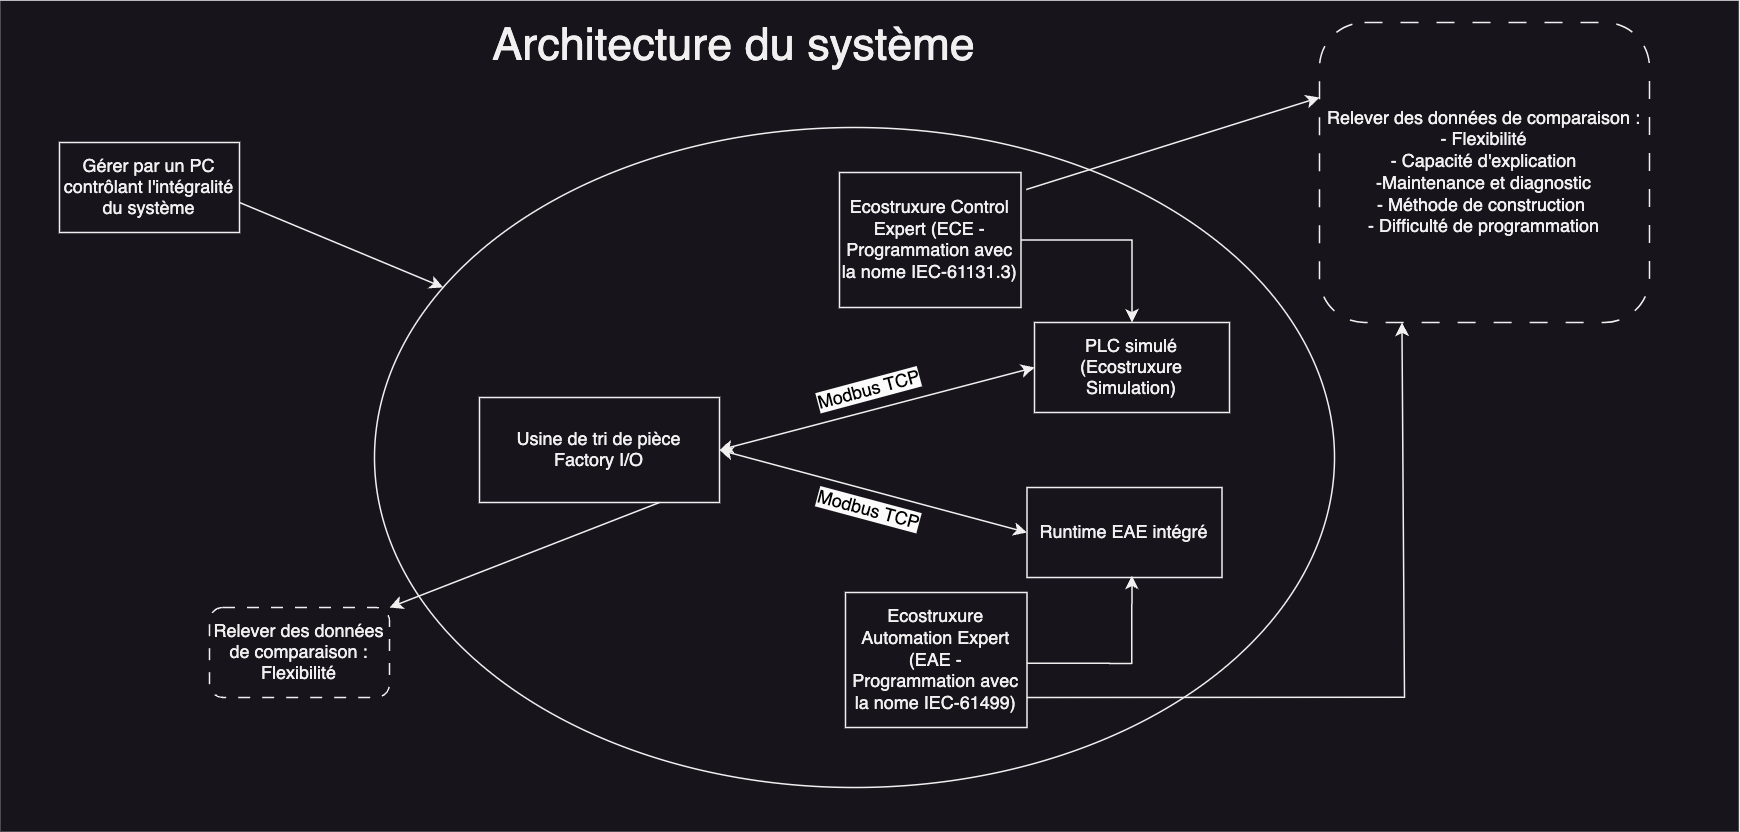 Architecture du système
Gérer par un PC
contrôlant l'intégralité
du système
Relever des données de comparaison :
- Flexibilité
- Capacité d'explication
-Maintenance et diagnostic
- Méthode de construction
- Difficulté de programmation
Ecostruxure Control
Expert (ECE -
Programmation avec
la nome IEC-61131.3)
PLC simulé
(Ecostruxure
Simulation)
Modbus TCP
Usine de tri de pièce
Factory I/O
Modbus TCP
Runtime EAE intégré
Ecostruxure
Automation Expert
(EAE -
Programmation avec
la nome IEC-61499)
Relever des données
de comparaison :
Flexibilité